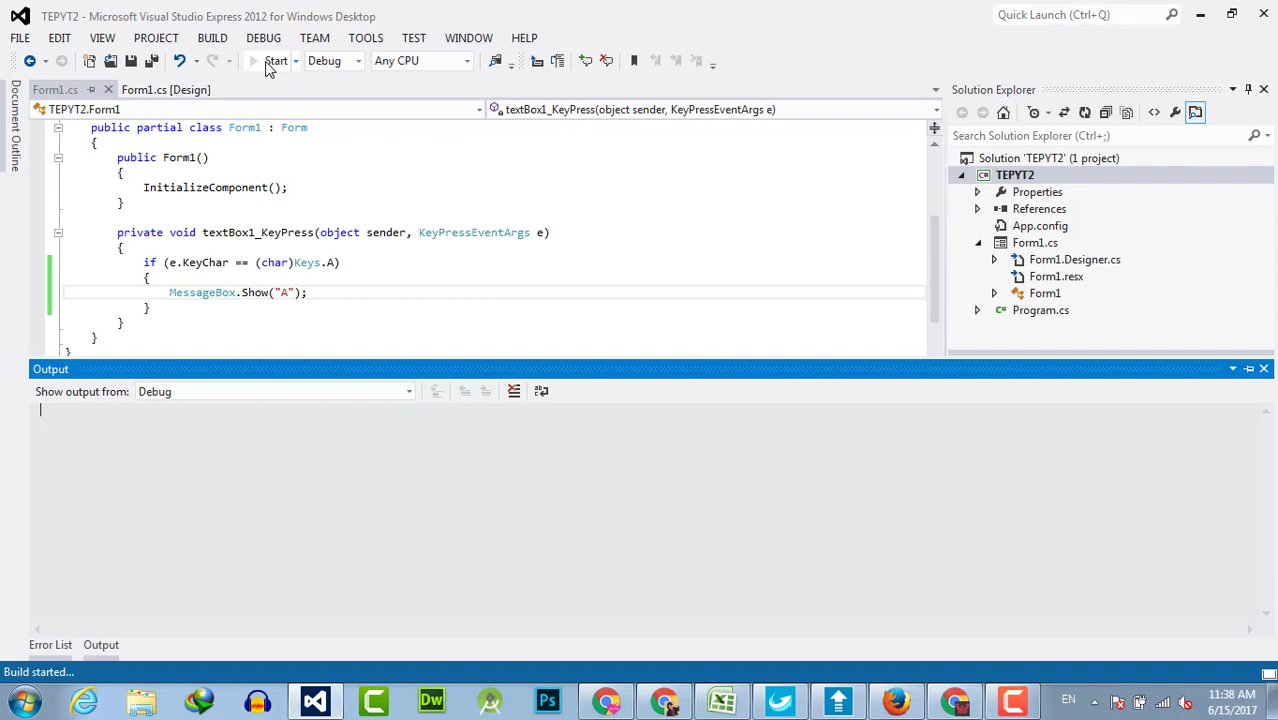 TEPYT2 - Microsoft Visual Studio Express 2012 for Windows Desktop
Quick Launch (Ctrl+Q)
FILE EDIT VIEW PROJECT BUILD DEBUG TEAM TOOLS TEST WINDOW HELP
Start Debug Any CPU
Document Outline
Form1.cs Form1.cs [Design]
TEPYT2.Form1 textBox1_KeyPress(object sender, KeyPressEventArgs e)
public partial class Form1 : Form
{
public Form1()
{
InitializeComponent();
}
private void textBox1_KeyPress(object sender, KeyPressEventArgs e)
{
if (e.KeyChar == (char)Keys.A)
{
MessageBox.Show("A");
}
}
}
}
Solution Explorer
Search Solution Explorer (Ctrl+;)
Solution 'TEPYT2' (1 project)
C# TEPYT2
Properties
References
App.config
Form1.cs
Form1.Designer.cs
Form1.resx
Form1
C# Program.cs
Output
Show output from: Debug
Error List Output
Build started...
Dw Ps EN
11:38 AM
6/15/2017